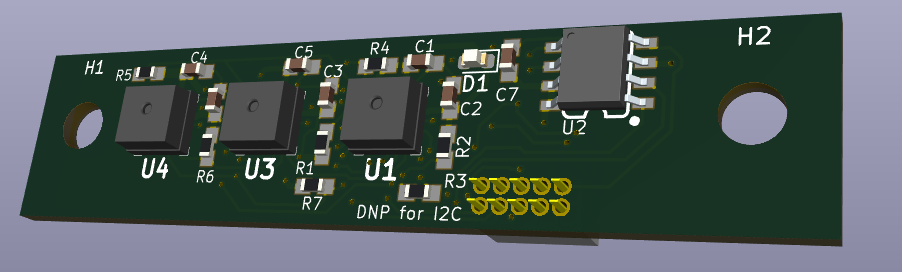 H1
R5
C4
C5
R4
C1
D1
C7
H2
C3
C2
U2
U4
U3
U1
R6
R1
R2
R7
R3
DNP for I2C